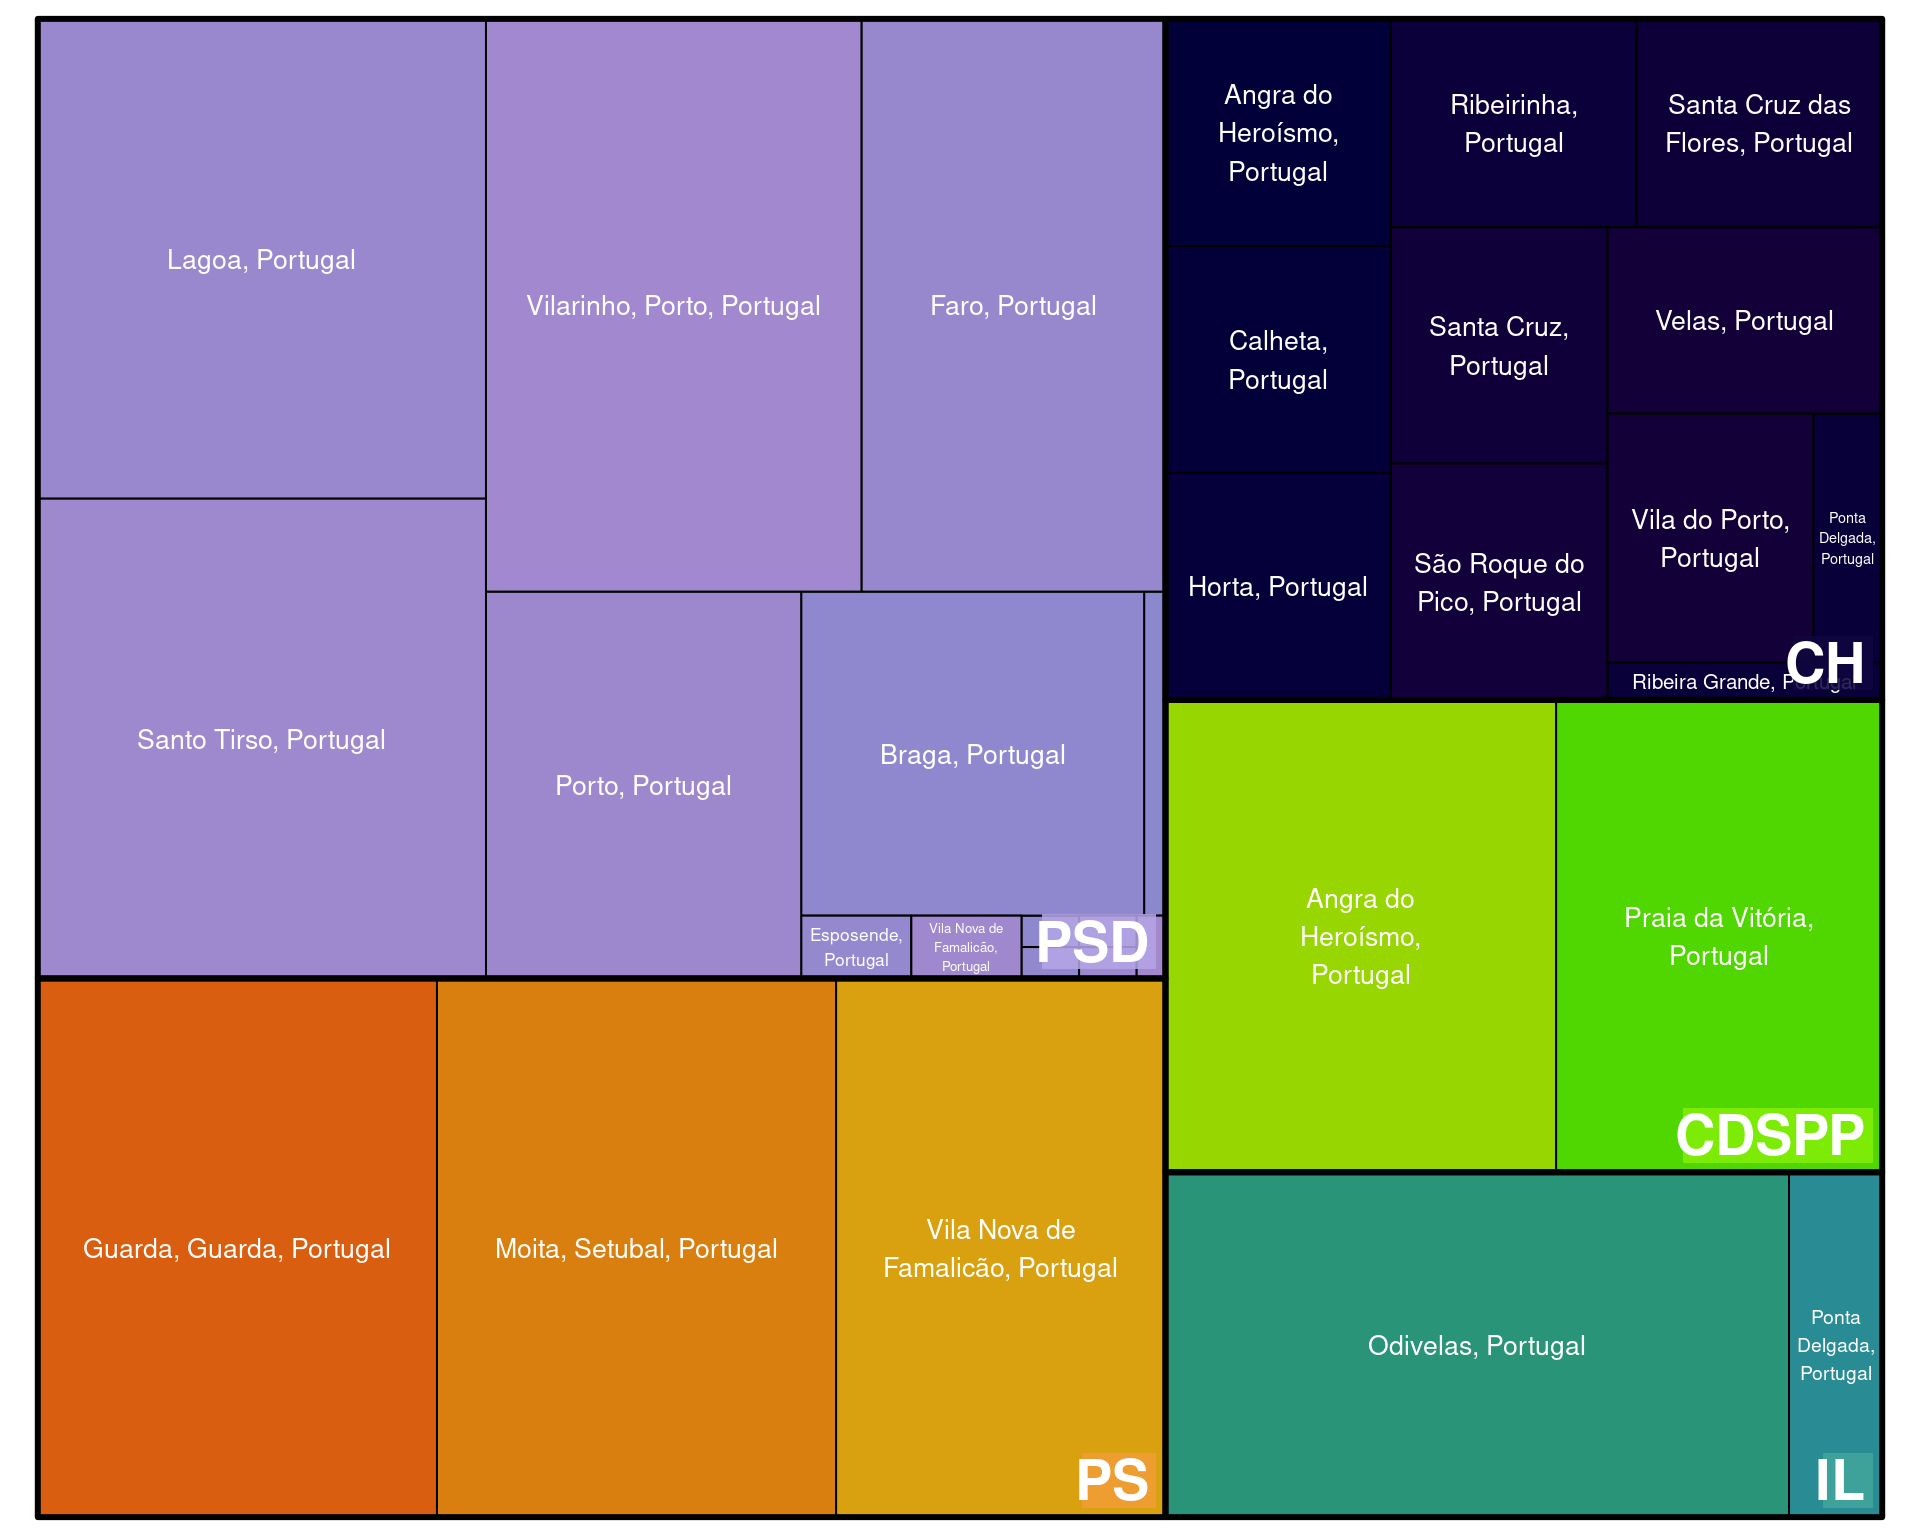 Lagoa, Portugal
Vilarinho, Porto, Portugal
Faro, Portugal
Santo Tirso, Portugal
Porto, Portugal
Braga, Portugal
Esposende,
Portugal
Vila Nova de
Famalicão,
Portugal
PSD
Angra do
Heroísmo,
Portugal
Ribeirinha,
Portugal
Santa Cruz das
Flores, Portugal
Calheta,
Portugal
Santa Cruz,
Portugal
Velas, Portugal
Horta, Portugal
São Roque do
Pico, Portugal
Vila do Porto,
Portugal
Ponta
Delgada,
Portugal
Ribeira Grande, Portugal
CH
Guarda, Guarda, Portugal
Moita, Setubal, Portugal
Vila Nova de
Famalicão, Portugal
PS
Angra do
Heroísmo,
Portugal
Praia da Vitória,
Portugal
CDSPP
Odivelas, Portugal
Ponta
Delgada,
Portugal
IL